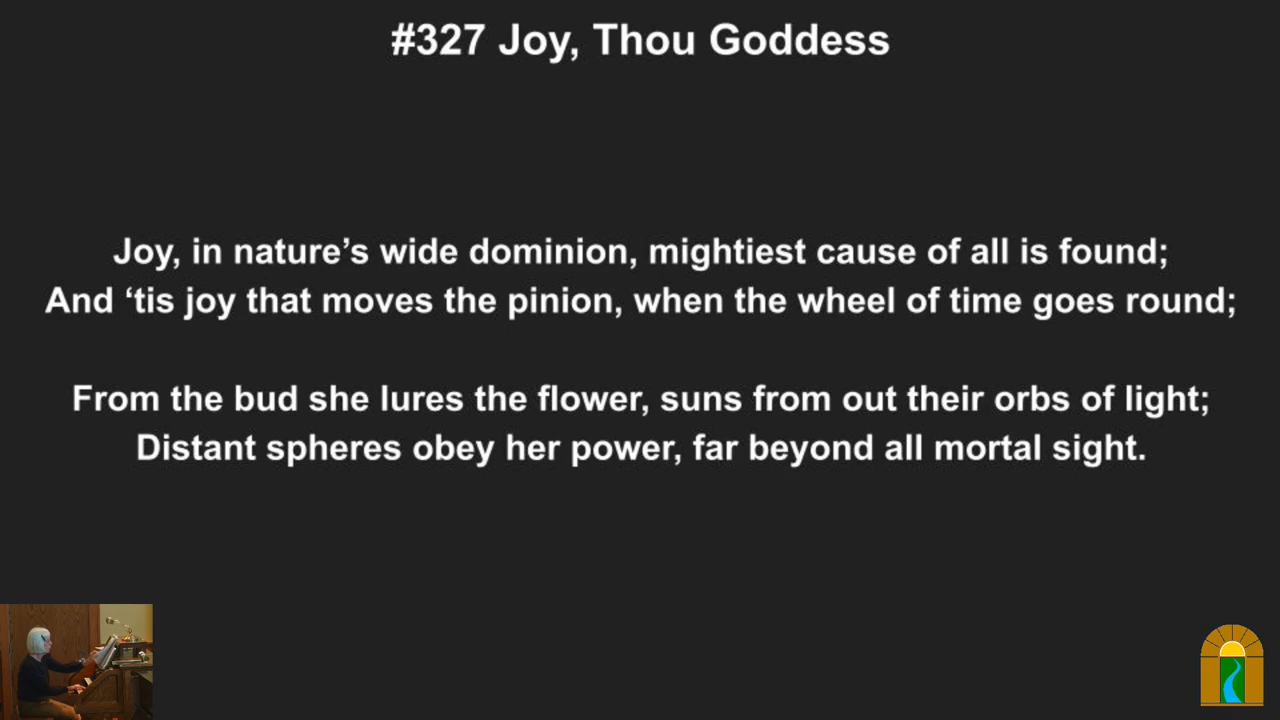 #327 Joy, Thou Goddess
Joy, in nature’s wide dominion, mightiest cause of all is found;
And ‘tis joy that moves the pinion, when the wheel of time goes round;
From the bud she lures the flower, suns from out their orbs of light;
Distant spheres obey her power, far beyond all mortal sight.